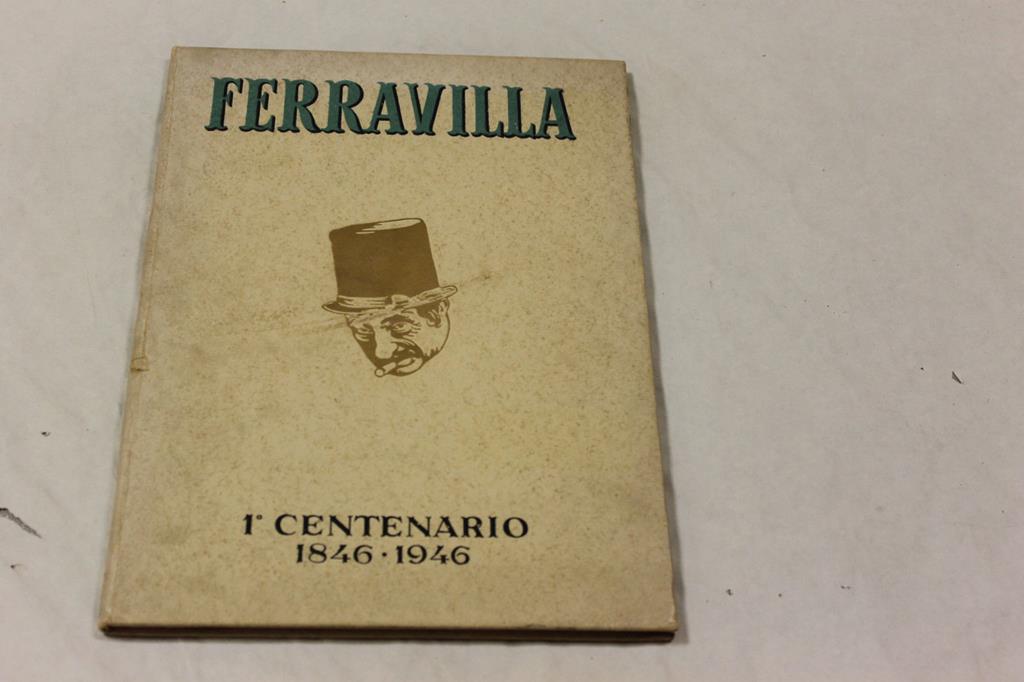 FERRAVILLA
1° CENTENARIO
1846 · 1946